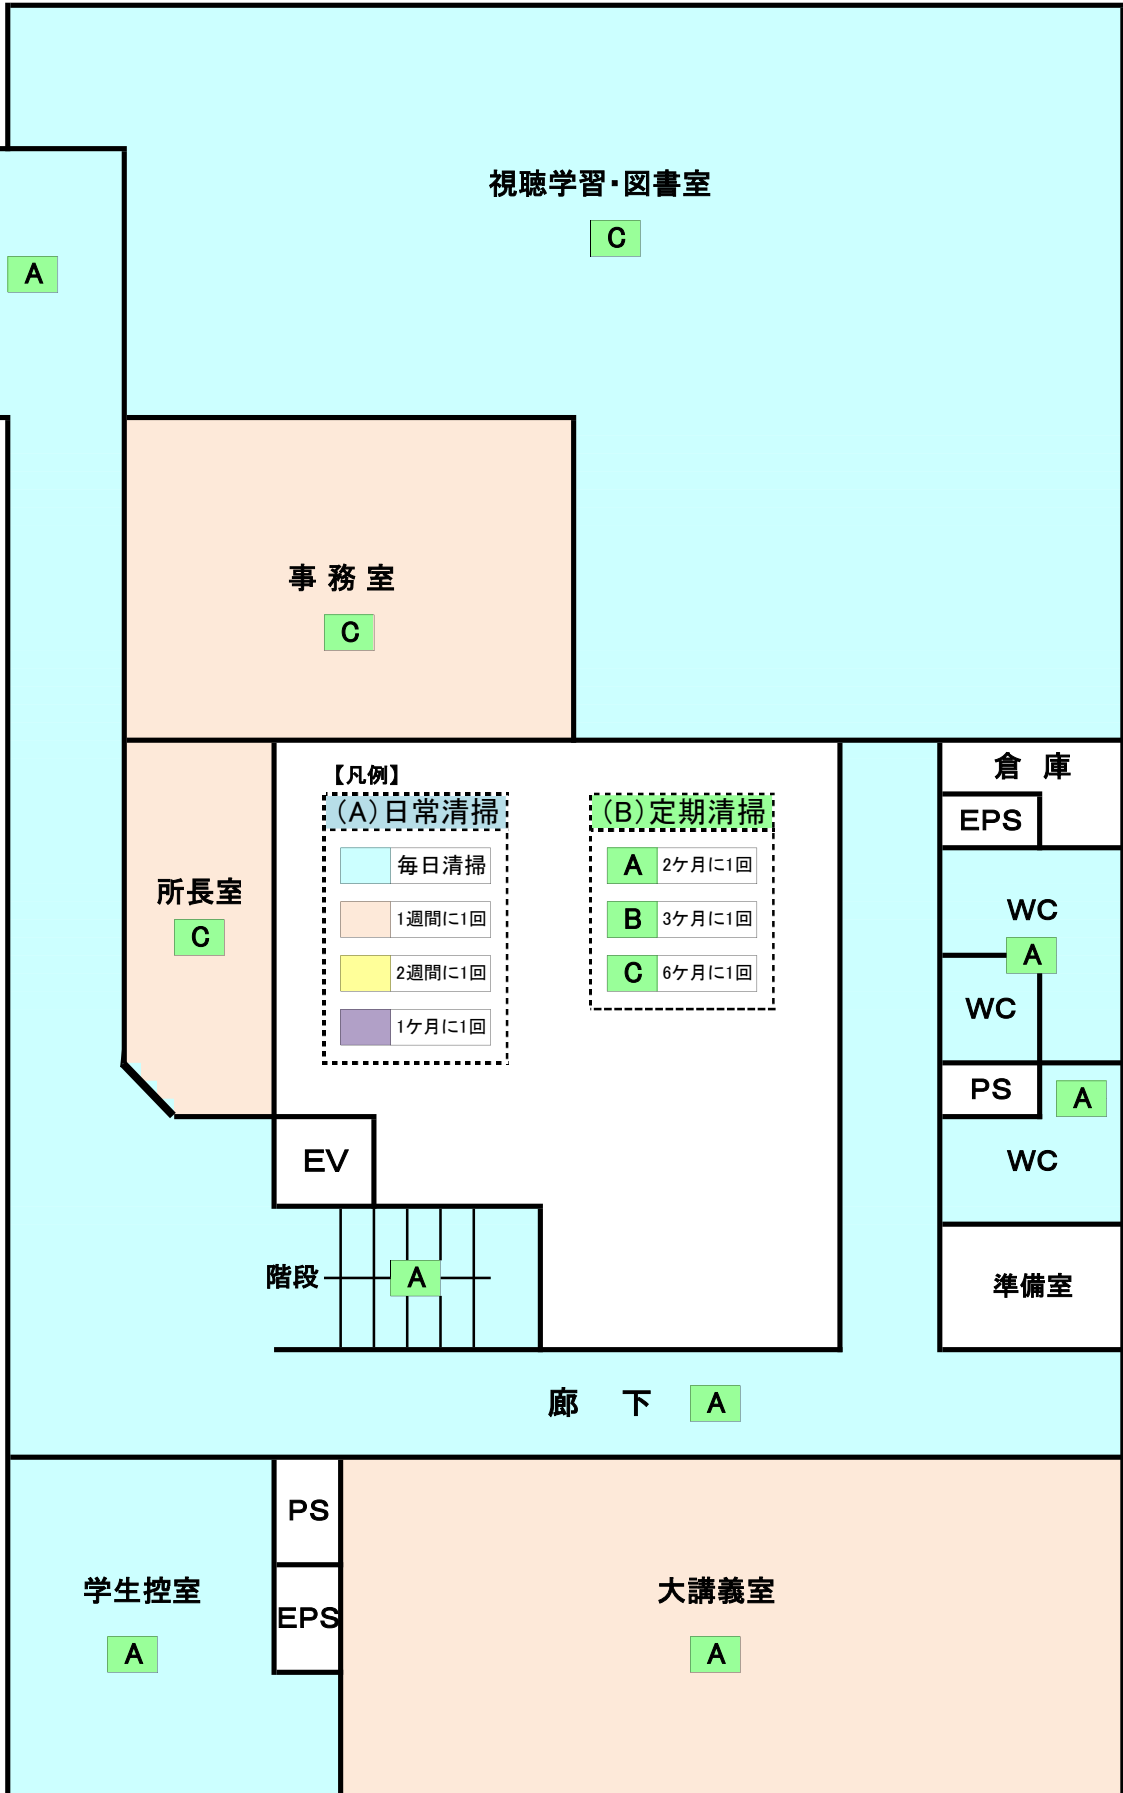 視聴学習・図書室
C
A
事 務 室
C
倉 庫
EPS
【凡例】
(A)日常清掃
毎日清掃
1週間に1回
2週間に1回
1ケ月に1回
(B)定期清掃
A 2ケ月に1回
B 3ケ月に1回
C 6ケ月に1回
所長室
C
WC
A
WC
PS
A
WC
EV
階段
A
準備室
廊 下 A
PS
EPS
学生控室
A
大講義室
A